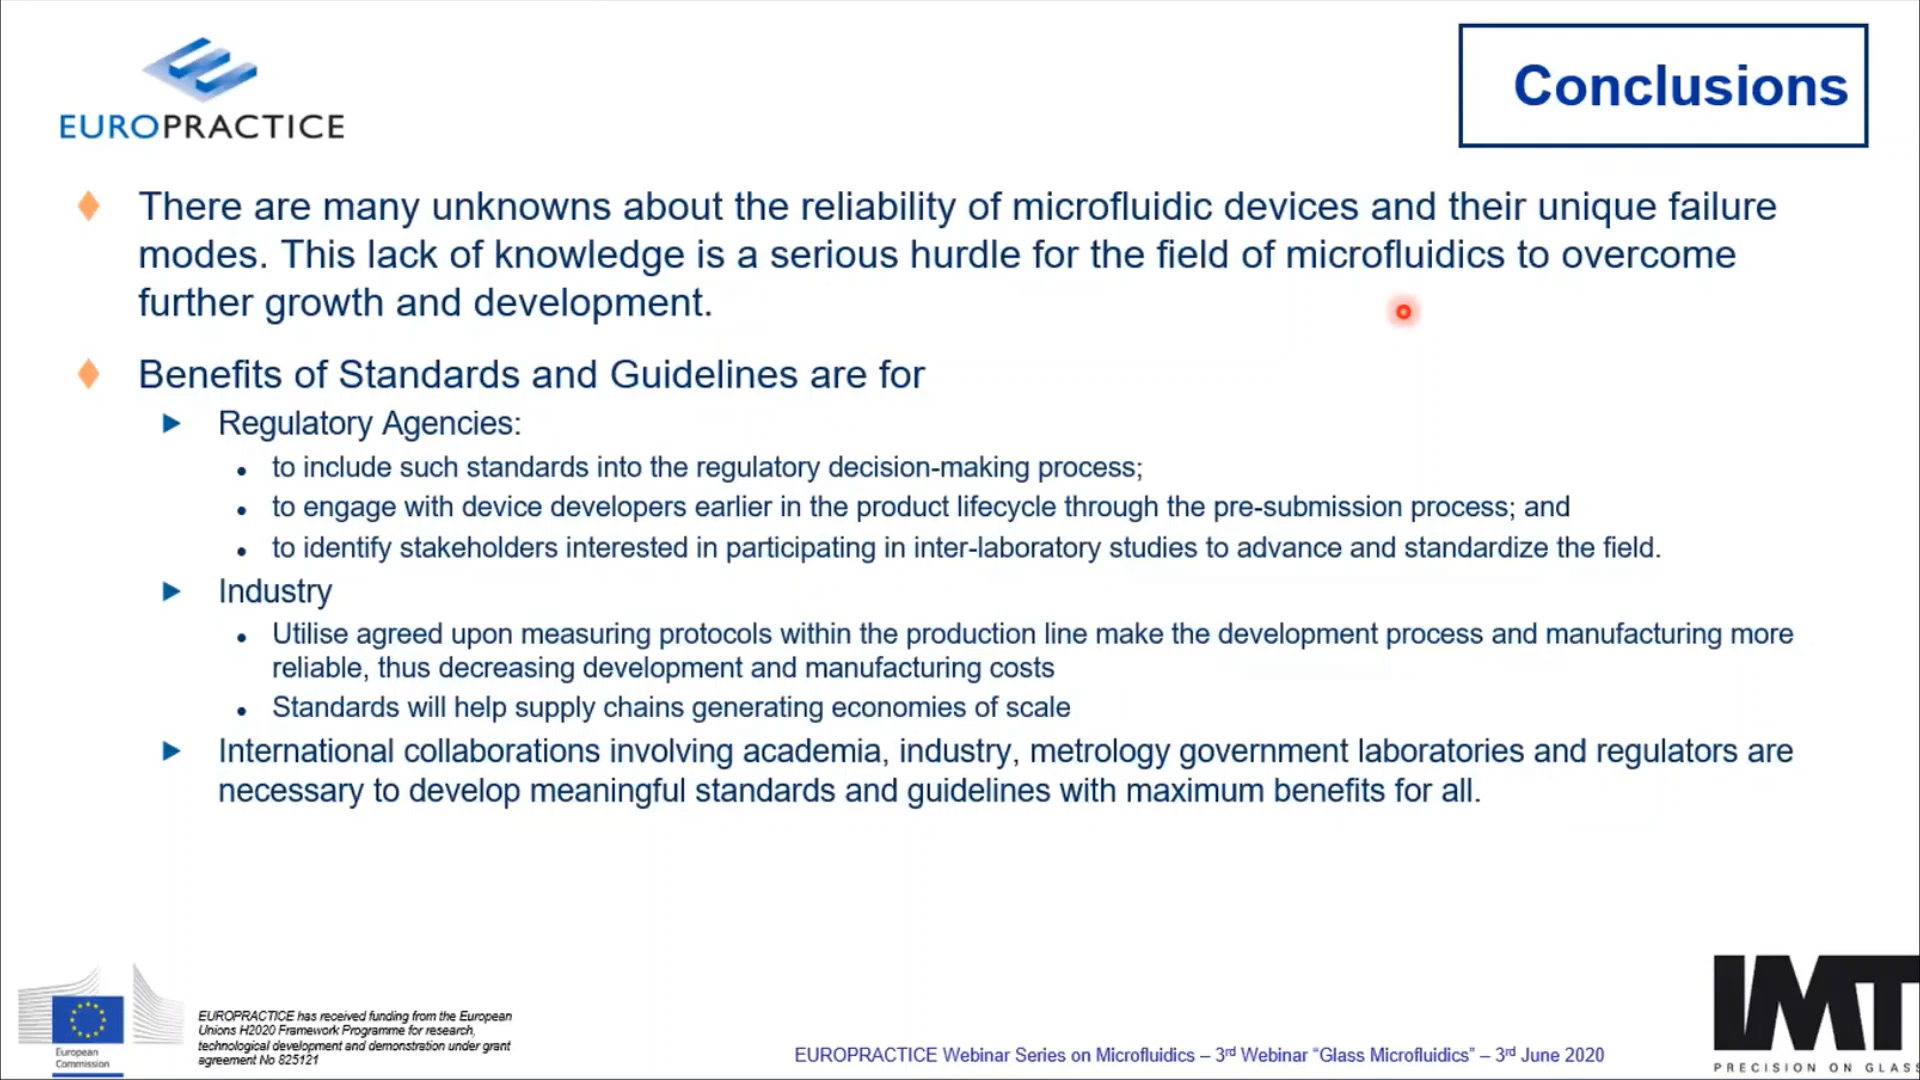 EUROPRACTICE
Conclusions
There are many unknowns about the reliability of microfluidic devices and their unique failure
modes. This lack of knowledge is a serious hurdle for the field of microfluidics to overcome
further growth and development.
Benefits of Standards and Guidelines are for
Regulatory Agencies:
to include such standards into the regulatory decision-making process;
to engage with device developers earlier in the product lifecycle through the pre-submission process; and
to identify stakeholders interested in participating in inter-laboratory studies to advance and standardize the field.
Industry
Utilise agreed upon measuring protocols within the production line make the development process and manufacturing more
reliable, thus decreasing development and manufacturing costs
Standards will help supply chains generating economies of scale
International collaborations involving academia, industry, metrology government laboratories and regulators are
necessary to develop meaningful standards and guidelines with maximum benefits for all.
European
Commission
EUROPRACTICE has received funding from the European
Unions H2020 Framework Programme for research,
technological development and demonstration under grant
agreement No 825121
EUROPRACTICE Webinar Series on Microfluidics – 3rd Webinar “Glass Microfluidics” – 3rd June 2020
IMT
PRECISION ON GLASS